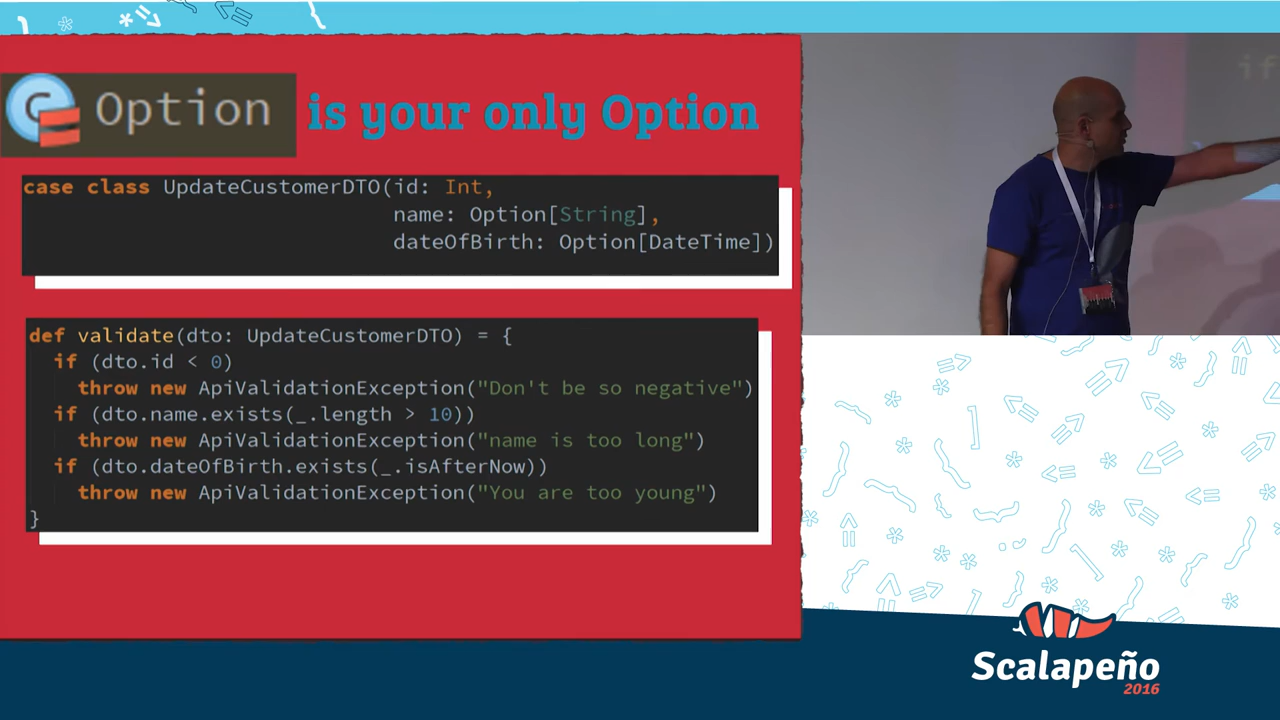 Option is your only Option
case class UpdateCustomerDTO(id: Int,
name: Option[String],
dateOfBirth: Option[DateTime])
def validate(dto: UpdateCustomerDTO) = {
if (dto.id < 0)
throw new ApiValidationException("Don't be so negative")
if (dto.name.exists(_.length > 10))
throw new ApiValidationException("name is too long")
if (dto.dateOfBirth.exists(_.isAfterNow))
throw new ApiValidationException("You are too young")
}
if
Scalapeño
2016